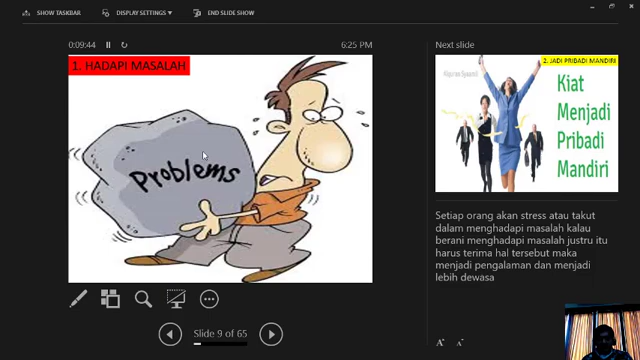 SHOW TASKBAR
DISPLAY SETTINGS
END SLIDE SHOW
0:09:44
6:25 PM
1. HADAPI MASALAH
Problems
Next slide
2. JADI PRIBADI MANDIRI
Kiat
Menjadi
Pribadi
Mandiri
Setiap orang akan stress atau takut
dalam menghadapi masalah kalau
berani menghadapi masalah justru itu
harus terima hal tersebut maka
menjadi pengalaman dan menjadi
lebih dewasa
Slide 9 of 65
A A